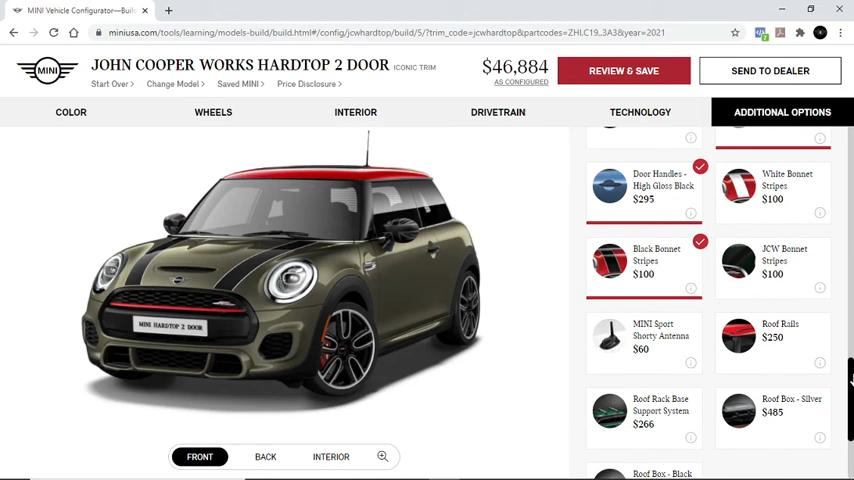 MINI Vehicle Configurator—Build
miniusa.com/tools/learning/models-build/build.html#/config/jcwhardtop/build/5/?trim_code=jcwhardtop&partcodes=ZHI,C19_,3A3&year=2021
MINI
JOHN COOPER WORKS HARDTOP 2 DOOR ICONIC TRIM
Start Over > Change Model > Saved MINI > Price Disclosure >
$46,884
AS CONFIGURED
REVIEW & SAVE
SEND TO DEALER
COLOR WHEELS INTERIOR DRIVETRAIN TECHNOLOGY ADDITIONAL OPTIONS
Door Handles -
High Gloss Black
$295
White Bonnet
Stripes
$100
Black Bonnet
Stripes
$100
JCW Bonnet
Stripes
$100
MINI Sport
Shorty Antenna
$60
Roof Rails
$250
Roof Rack Base
Support System
$266
Roof Box - Silver
$485
Roof Box - Black
MINI HARDTOP 2 DOOR
FRONT BACK INTERIOR